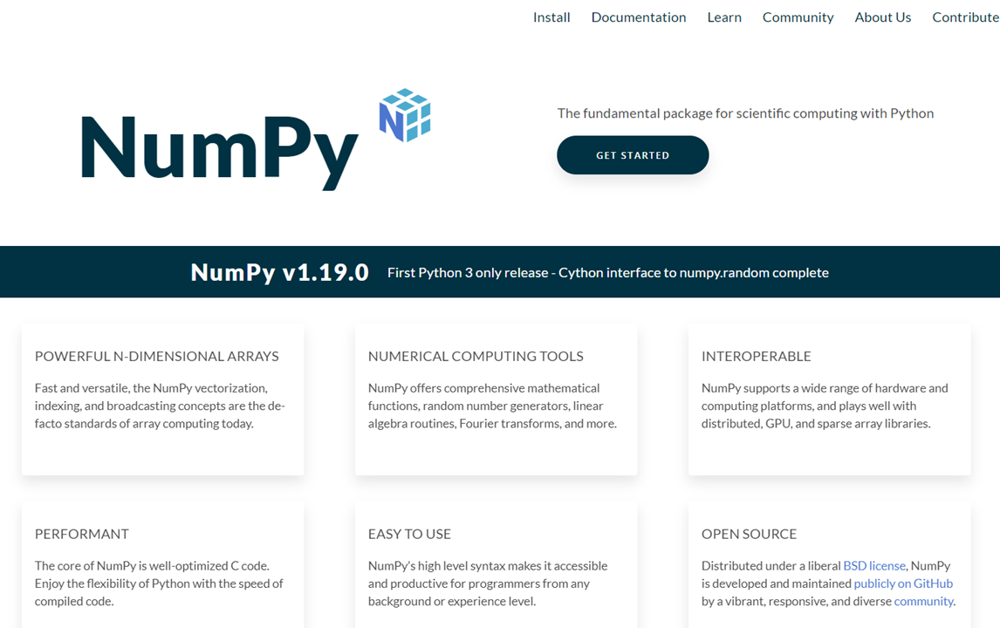 Install Documentation Learn Community About Us Contribute
NumPy
The fundamental package for scientific computing with Python
GET STARTED
NumPy v1.19.0 First Python 3 only release - Cython interface to numpy.random complete
POWERFUL N-DIMENSIONAL ARRAYS
Fast and versatile, the NumPy vectorization,
indexing, and broadcasting concepts are the de-
facto standards of array computing today.
NUMERICAL COMPUTING TOOLS
NumPy offers comprehensive mathematical
functions, random number generators, linear
algebra routines, Fourier transforms, and more.
INTEROPERABLE
NumPy supports a wide range of hardware and
computing platforms, and plays well with
distributed, GPU, and sparse array libraries.
PERFORMANT
The core of NumPy is well-optimized C code.
Enjoy the flexibility of Python with the speed of
compiled code.
EASY TO USE
NumPy's high level syntax makes it accessible
and productive for programmers from any
background or experience level.
OPEN SOURCE
Distributed under a liberal BSD license, NumPy
is developed and maintained publicly on GitHub
by a vibrant, responsive, and diverse community.